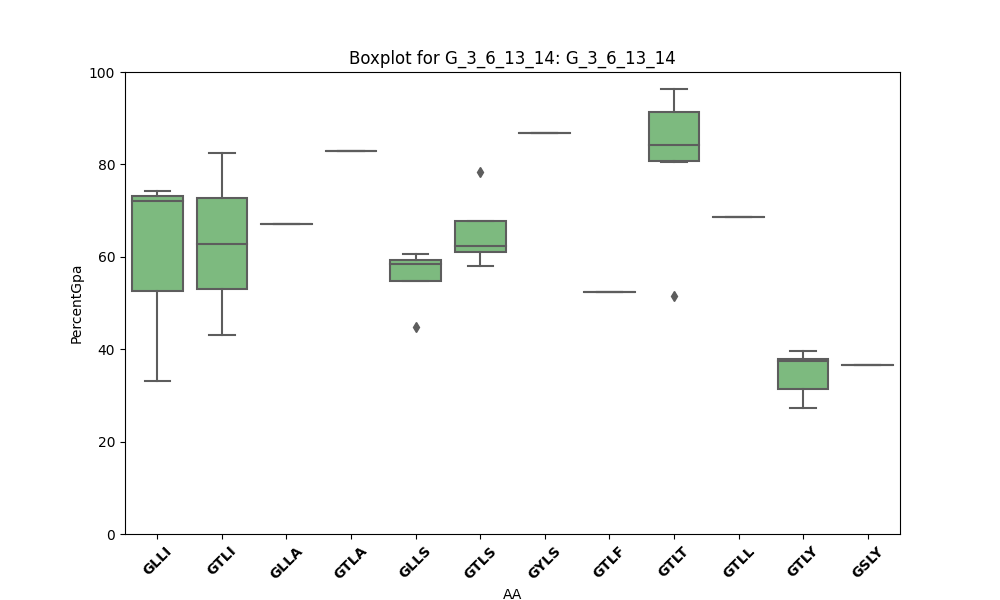 Boxplot for G_3_6_13_14: G_3_6_13_14
100
80
60
40
20
0
PercentGpa
GLLI GTLI GLLA GTLA GLLS GTLS GYLS GTLF GTLT GTLL GTLY GSLY
AA